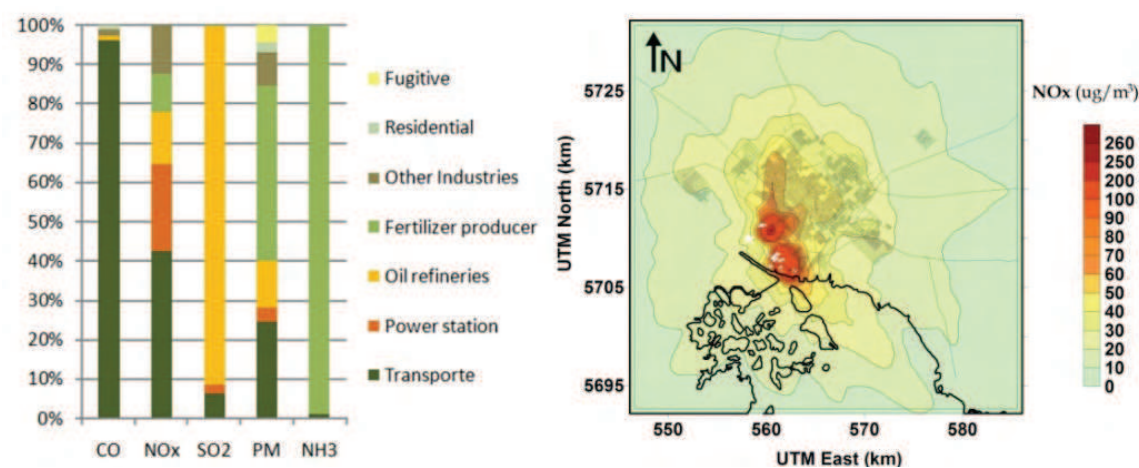 100%
90%
80%
70%
60%
50%
40%
30%
20%
10%
0%
CO NOx SO2 PM NH3
Fugitive
Residential
Other Industries
Fertilizer producer
Oil refineries
Power station
Transporte
N
UTM North (km)
5725
5715
5705
5695
550 560 570 580
UTM East (km)
NOx (ug/m³)
260
250
200
100
90
80
70
60
50
40
30
20
10
0